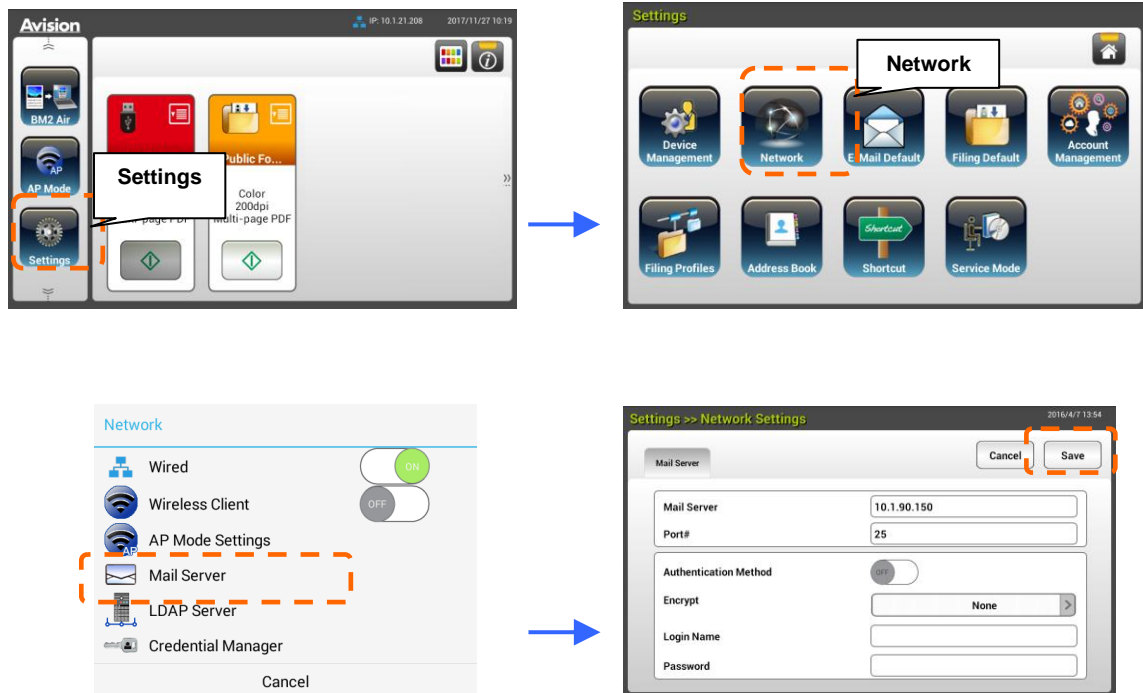 Avision
IP: 10.1.21.208 2017/11/27 10:19
BM2 Air
AP
AP Mode
Settings
Settings
Public Fo...
Color
200dpi
Multi-page PDF
Settings
Network
Device
Management
Network
E-Mail Default
Filing Default
Account
Management
Filing Profiles
Address Book
Shortcut
Shortcut
Service Mode
Network
Wired ON
Wireless Client OFF
AP
AP Mode Settings
Mail Server
LDAP Server
Credential Manager
Cancel
Settings >> Network Settings 2016/4/7 13:54
Mail Server
Cancel Save
Mail Server 10.1.90.150
Port# 25
Authentication Method OFF
Encrypt None
Login Name
Password